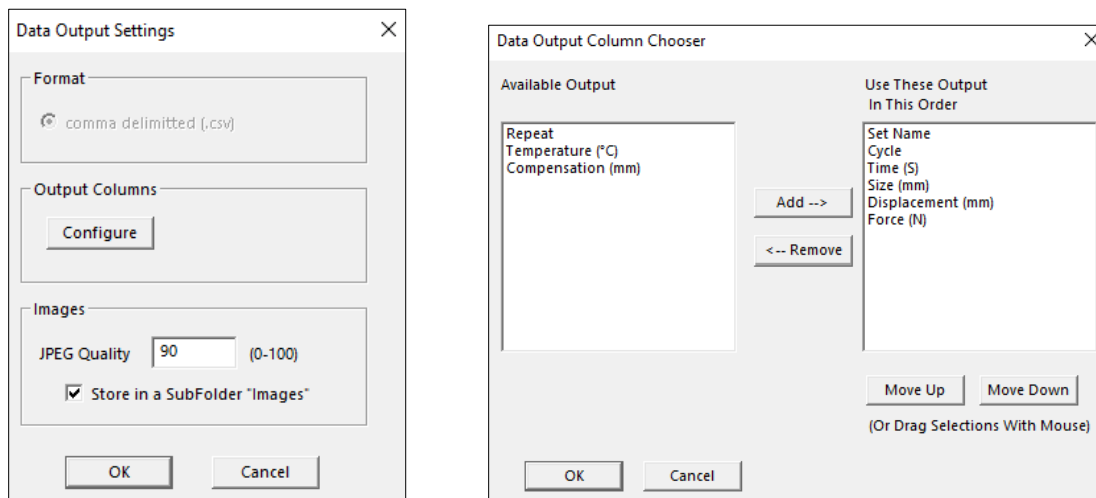 Data Output Settings
Format
comma delimitted (.csv)
Output Columns
Configure
Images
JPEG Quality 90 (0-100)
Store in a SubFolder "Images"
OK Cancel
Data Output Column Chooser
Available Output
Repeat
Temperature (°C)
Compensation (mm)
Add -->
<-- Remove
Use These Output
In This Order
Set Name
Cycle
Time (S)
Size (mm)
Displacement (mm)
Force (N)
Move Up Move Down
(Or Drag Selections With Mouse)
OK Cancel